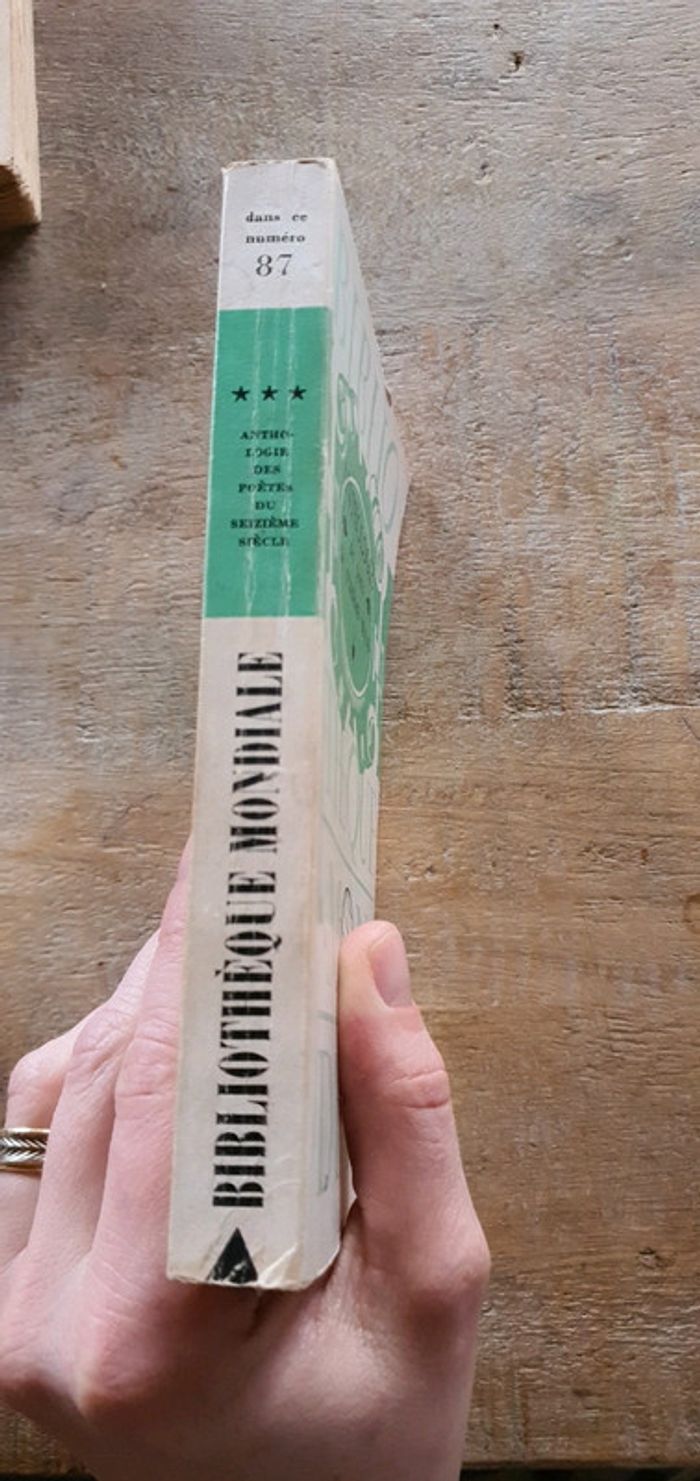 dans ce
numéro
87
★ ★ ★
ANTHO-
LOGIE
DES
POÈTES
DU
SEIZIÈME
SIÈCLE
BIBLIOTHÈQUE MONDIALE